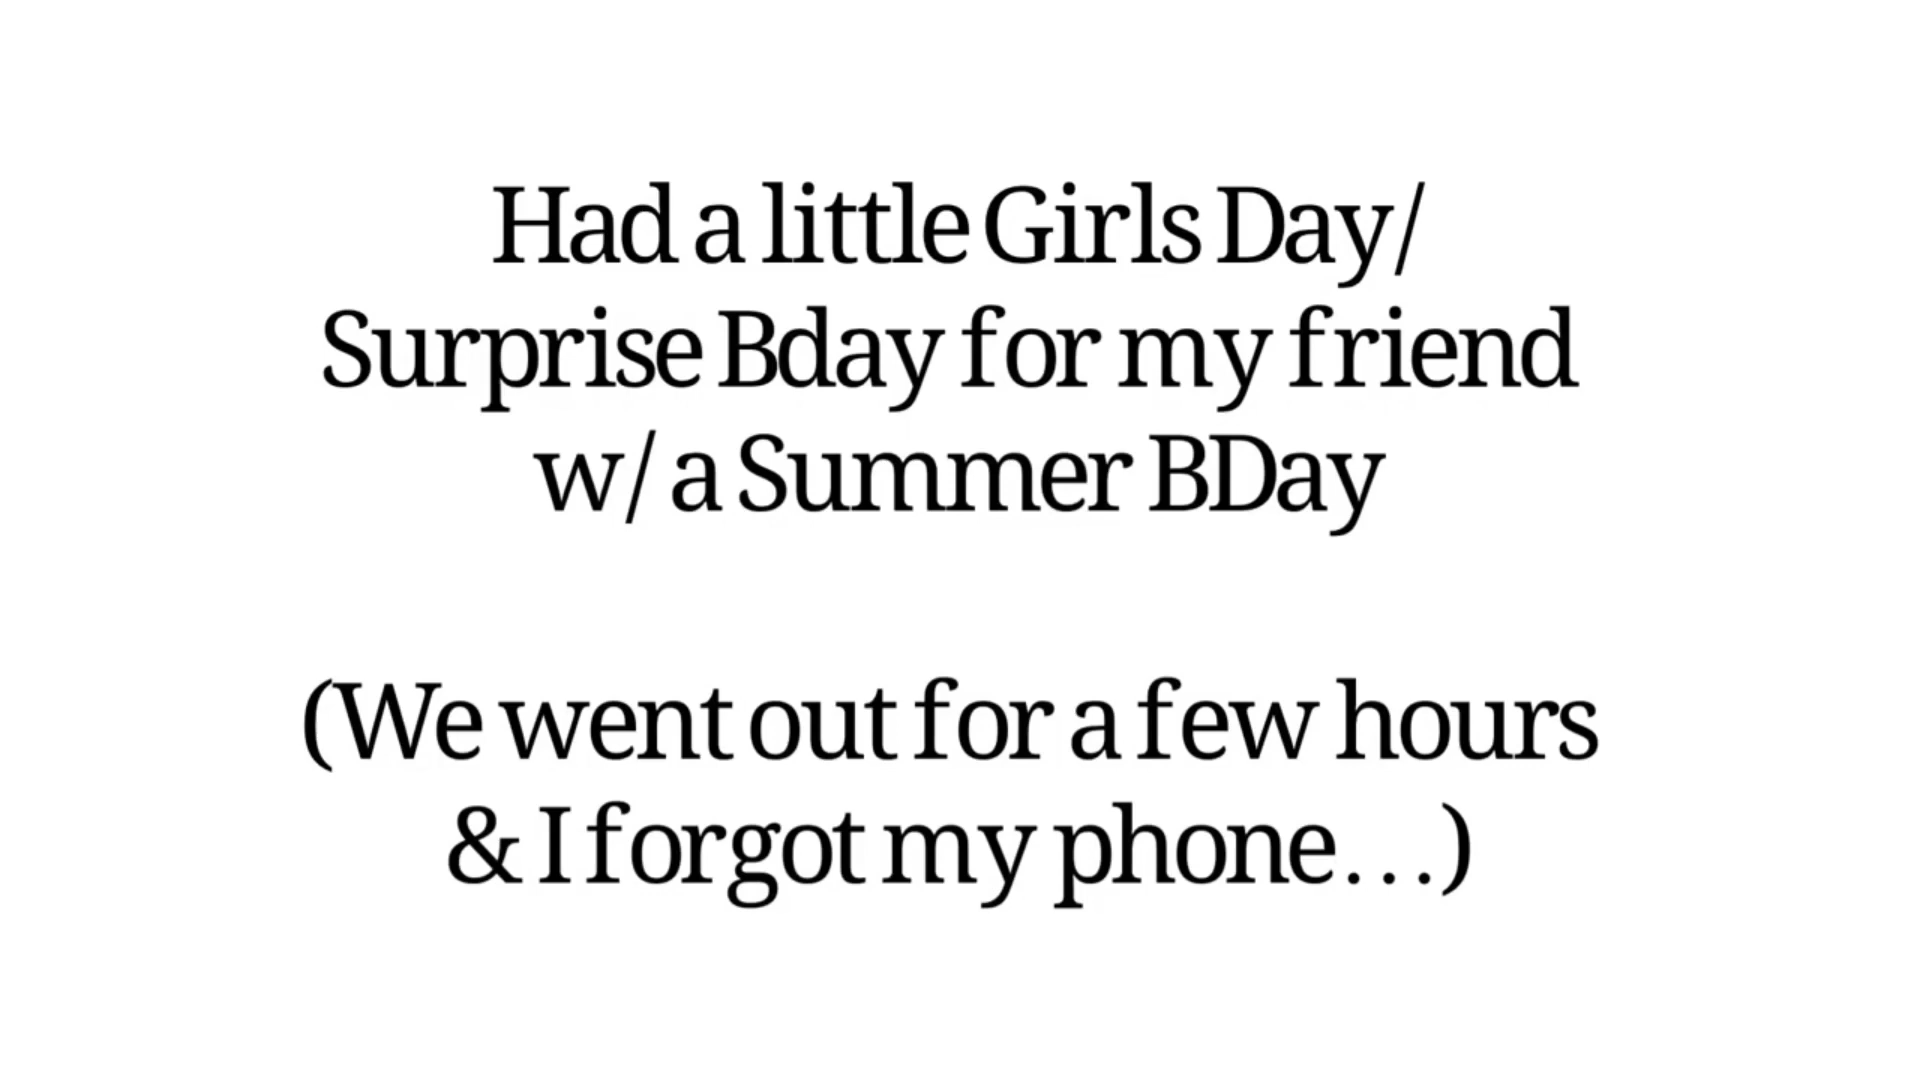 Had a little Girls Day/
Surprise Bday for my friend
w/ a Summer BDay
(We went out for a few hours
& I forgot my phone...)